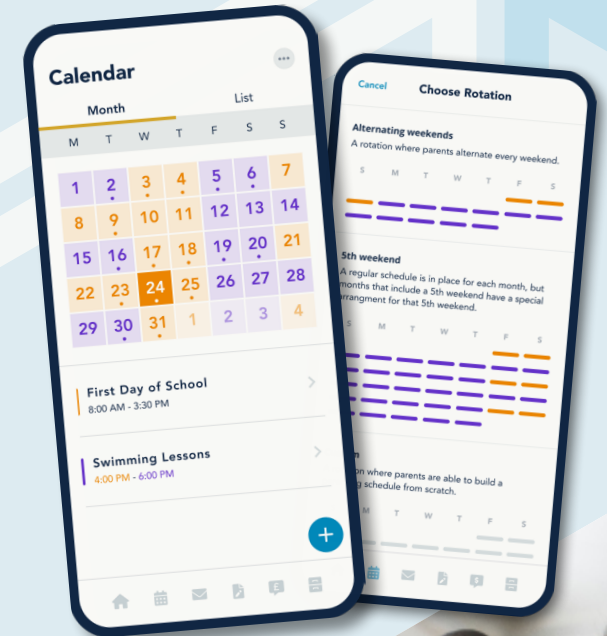 Calendar
Month List
M T W T F S S
1 2 3 4 5 6 7
8 9 10 11 12 13 14
15 16 17 18 19 20 21
22 23 24 25 26 27 28
29 30 31 1 2 3 4
First Day of School
8:00 AM - 3:30 PM
Swimming Lessons
4:00 PM - 6:00 PM
Cancel Choose Rotation
Alternating weekends
A rotation where parents alternate every weekend.
S M T W T F S
5th weekend
A regular schedule is in place for each month, but
months that include a 5th weekend have a special
arrangment for that 5th weekend.
S M T W T F S
where parents are able to build a
schedule from scratch.
M T W T F S